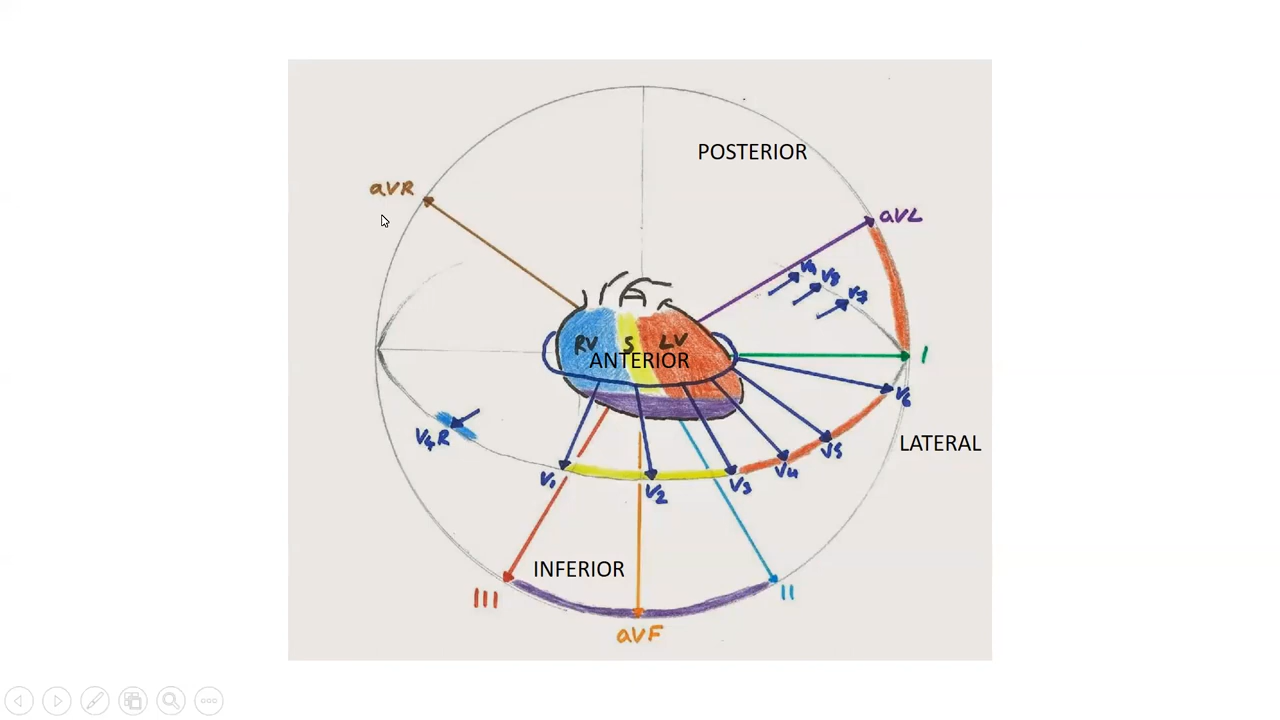 POSTERIOR
aVR
aVL
V9
V8
V7
RV
S
LV
ANTERIOR
I
V6
V4R
LATERAL
V5
V4
V1
V2
V3
INFERIOR
III
II
aVF